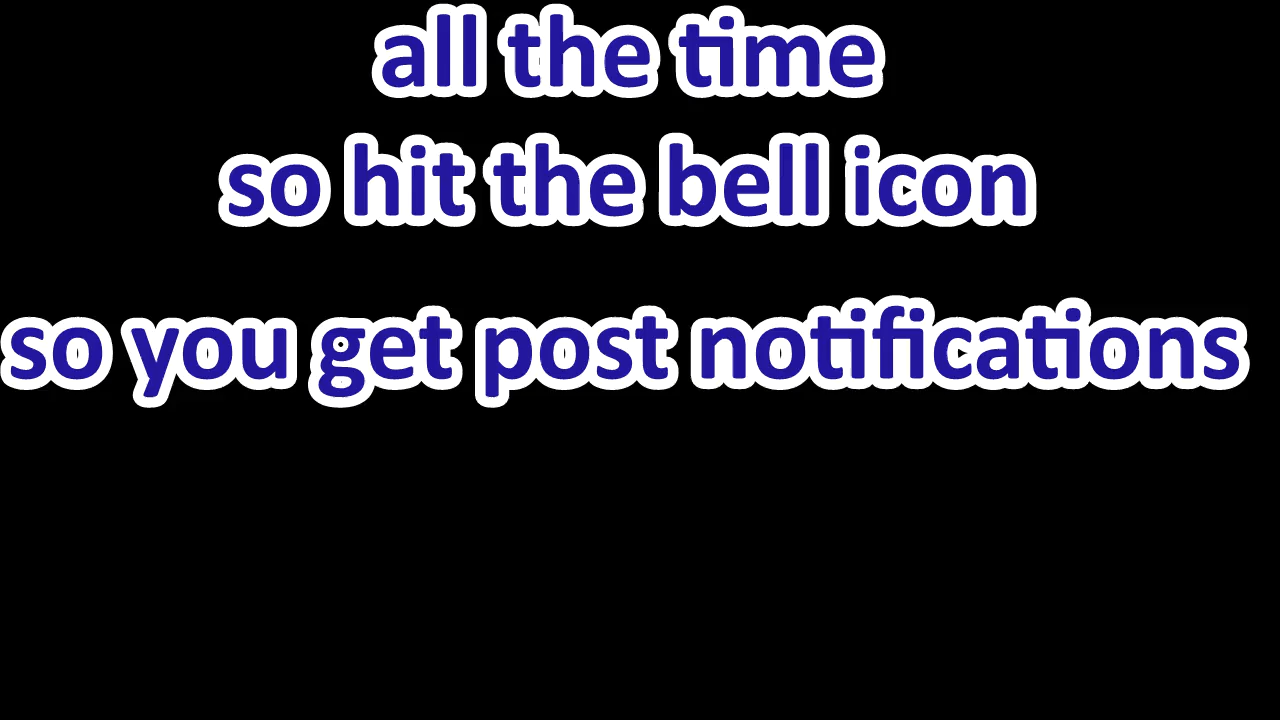 all the time
so hit the bell icon
so you get post notifications